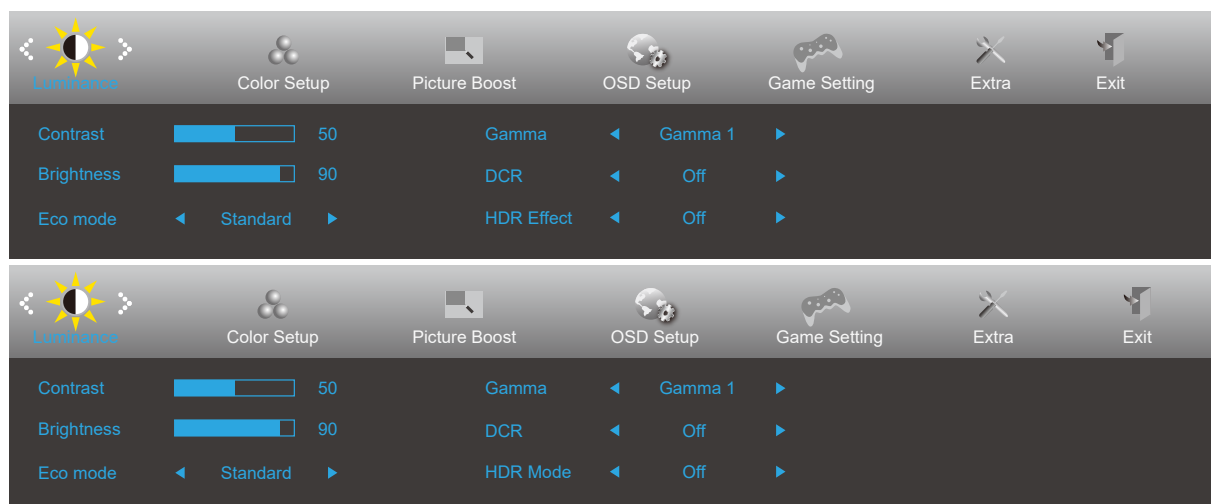 Luminance Color Setup Picture Boost OSD Setup Game Setting Extra Exit
Contrast 50 Gamma Gamma 1
Brightness 90 DCR Off
Eco mode Standard HDR Effect Off
Luminance Color Setup Picture Boost OSD Setup Game Setting Extra Exit
Contrast 50 Gamma Gamma 1
Brightness 90 DCR Off
Eco mode Standard HDR Mode Off